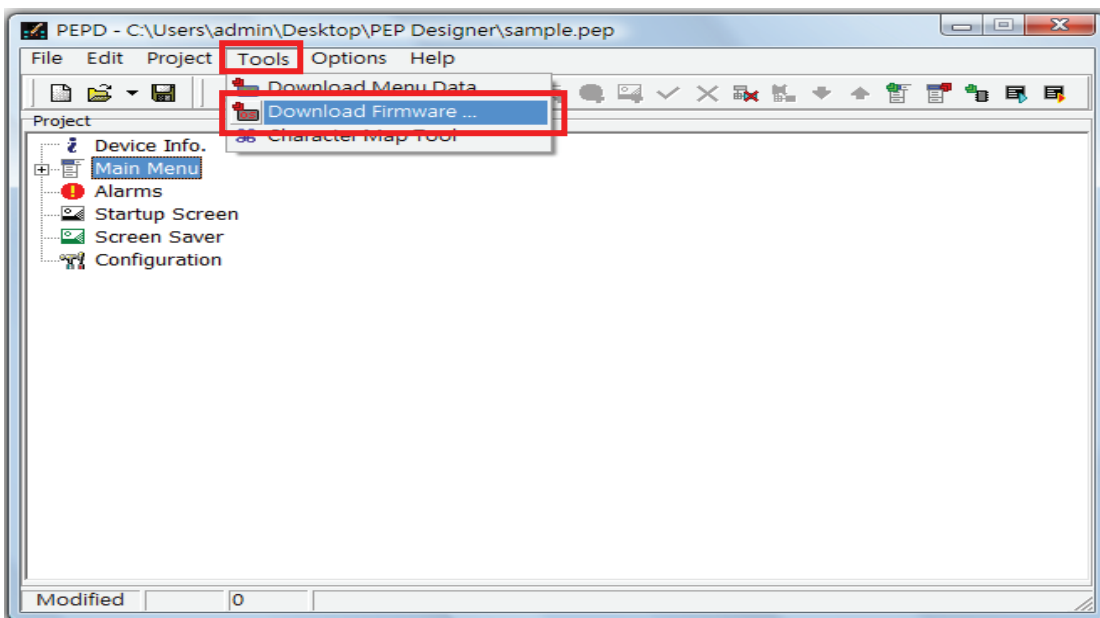 PEPD - C:\Users\admin\Desktop\PEP Designer\sample.pep
File Edit Project Tools Options Help
Download Menu Data
Download Firmware ...
Character Map Tool
Project
Device Info.
Main Menu
Alarms
Startup Screen
Screen Saver
Configuration
Modified 0